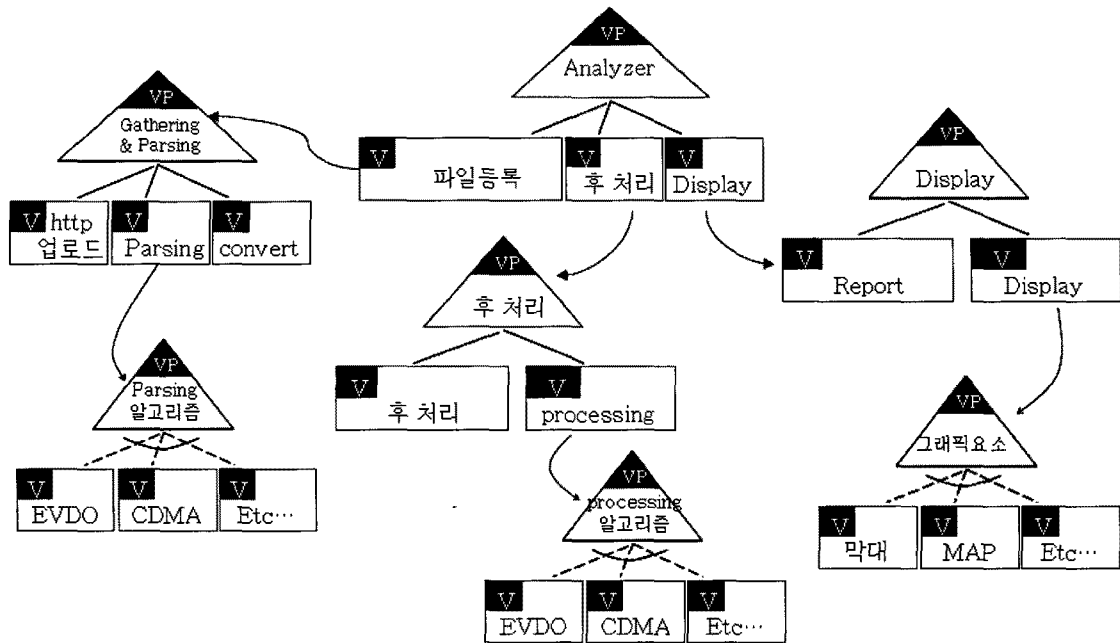 VP
Analyzer
V
파일등록
V
후 처리
V
Display
VP
Gathering
& Parsing
V
http
업로드
V
Parsing
V
convert
VP
Display
V
Report
V
Display
VP
후 처리
V
후 처리
V
processing
VP
Parsing
알고리즘
V
EVDO
V
CDMA
V
Etc…
VP
processing
알고리즘
V
EVDO
V
CDMA
V
Etc…
VP
그래픽요소
V
막대
V
MAP
V
Etc…